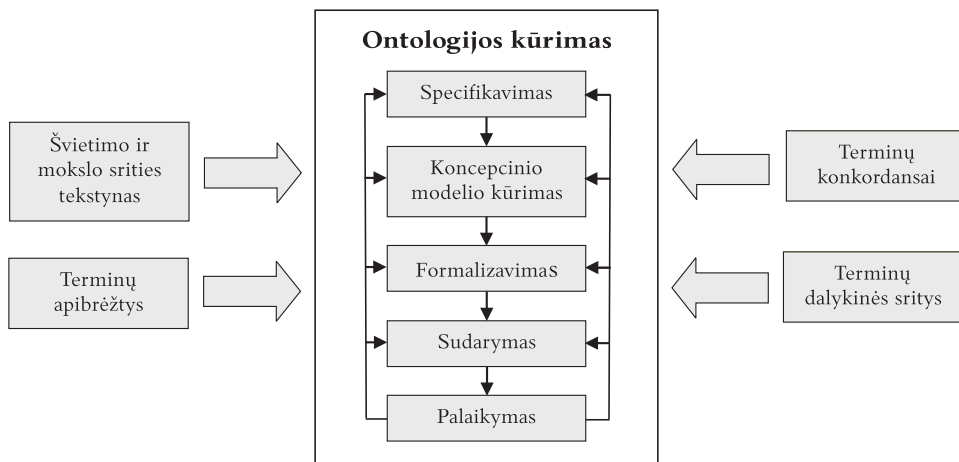 Ontologijos kūrimas
Specifikavimas
Koncepcinio
modelio kūrimas
Formalizavimas
Sudarymas
Palaikymas
Švietimo ir
mokslo srities
tekstynas
Terminų
apibrėžtys
Terminų
konkordansai
Terminų
dalykinės sritys